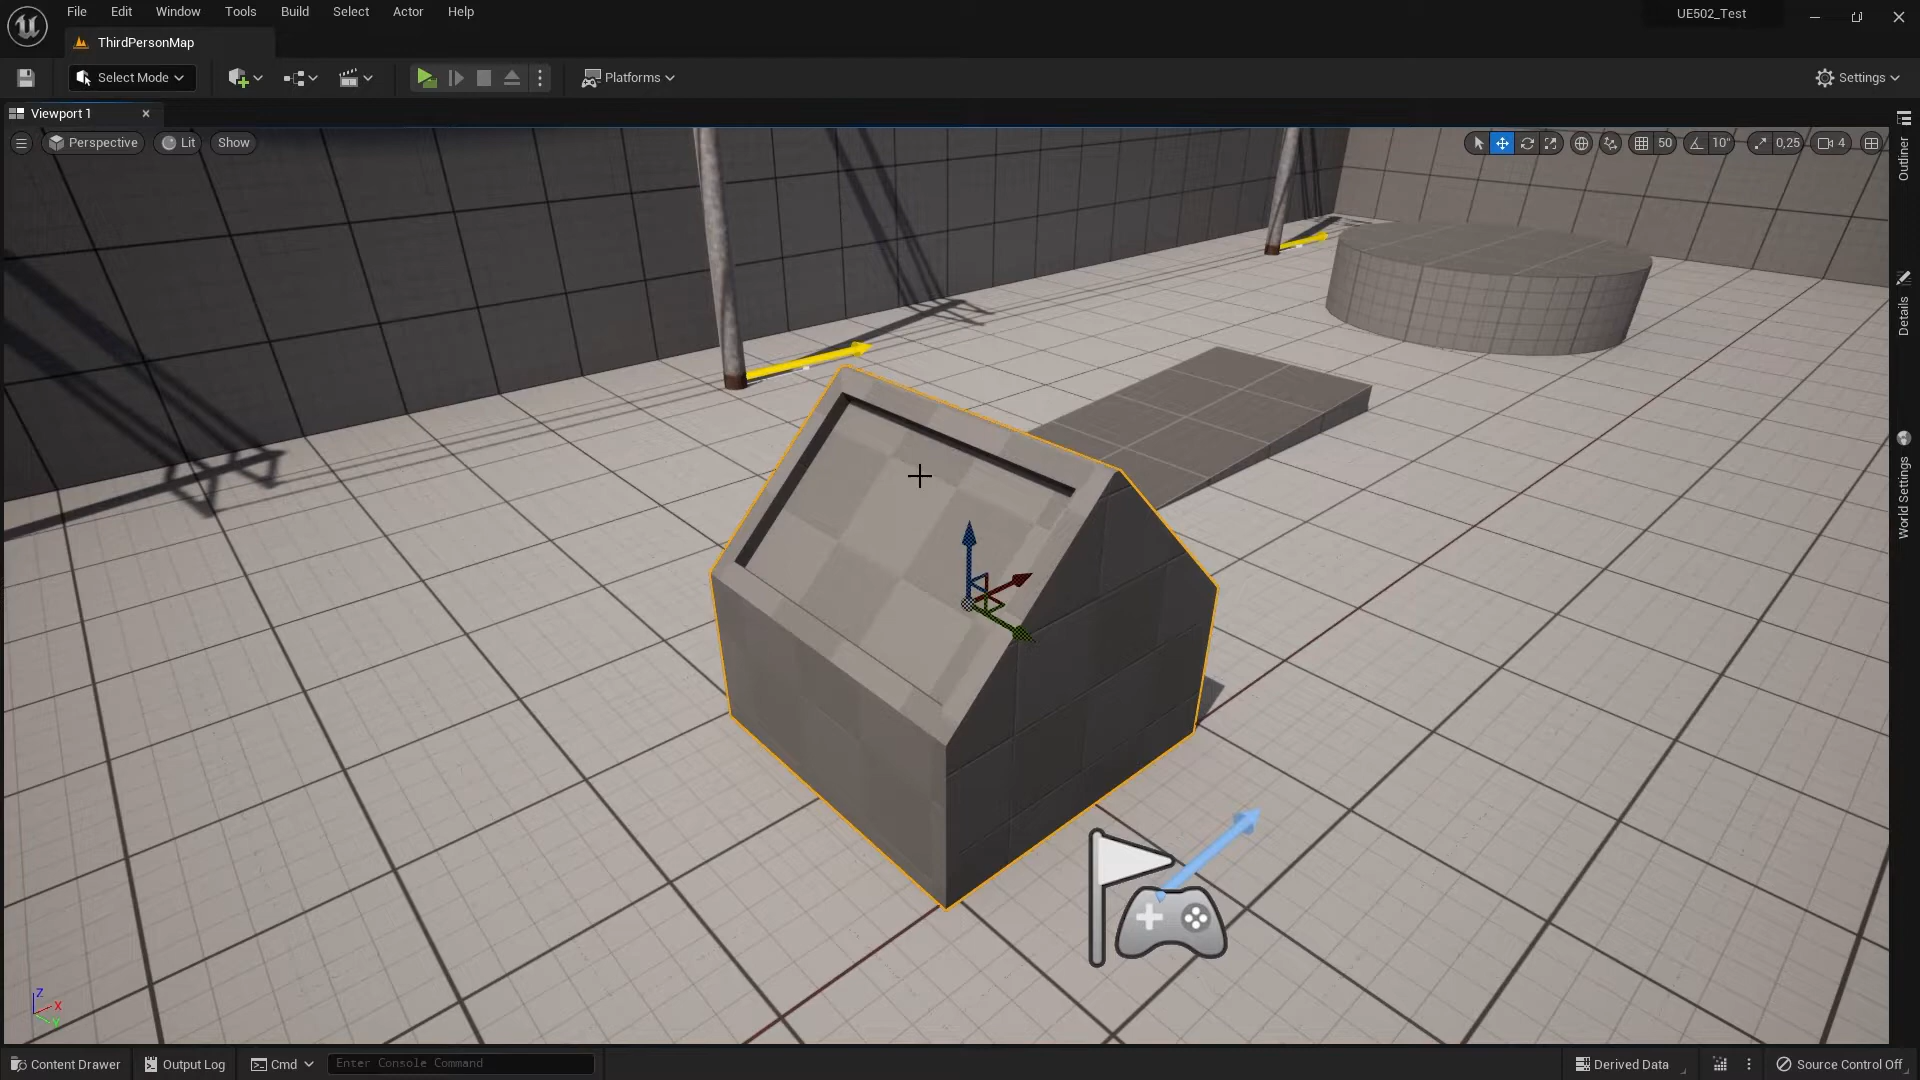 File Edit Window Tools Build Select Actor Help
UE502_Test
ThirdPersonMap
Select Mode
Platforms
Settings
Viewport 1
Perspective
Lit
Show
50
10°
0,25
4
Outliner
Details
World Settings
Z
X
Y
Content Drawer
Output Log
Cmd
Enter Console Command
Derived Data
Source Control Off